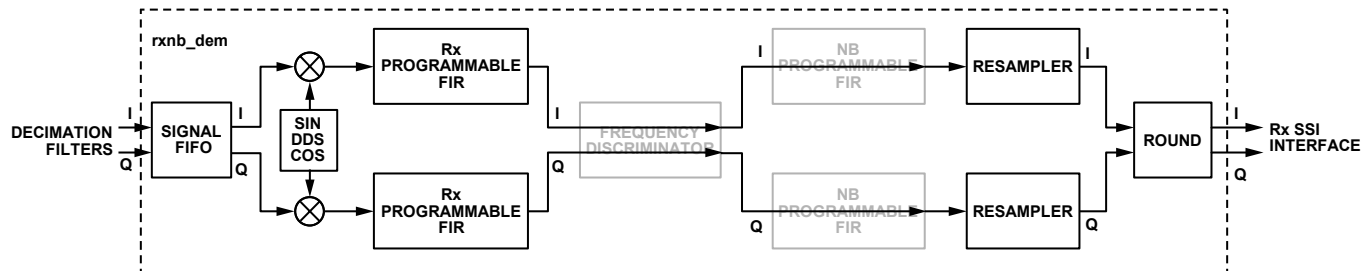 rxnb_dem
DECIMATION
FILTERS
I
Q
SIGNAL
FIFO
I
Q
SIN
DDS
COS
Rx
PROGRAMMABLE
FIR
Rx
PROGRAMMABLE
FIR
I
Q
FREQUENCY
DISCRIMINATOR
I
Q
NB
PROGRAMMABLE
FIR
NB
PROGRAMMABLE
FIR
RESAMPLER
RESAMPLER
I
Q
ROUND
I
Q
Rx SSI
INTERFACE